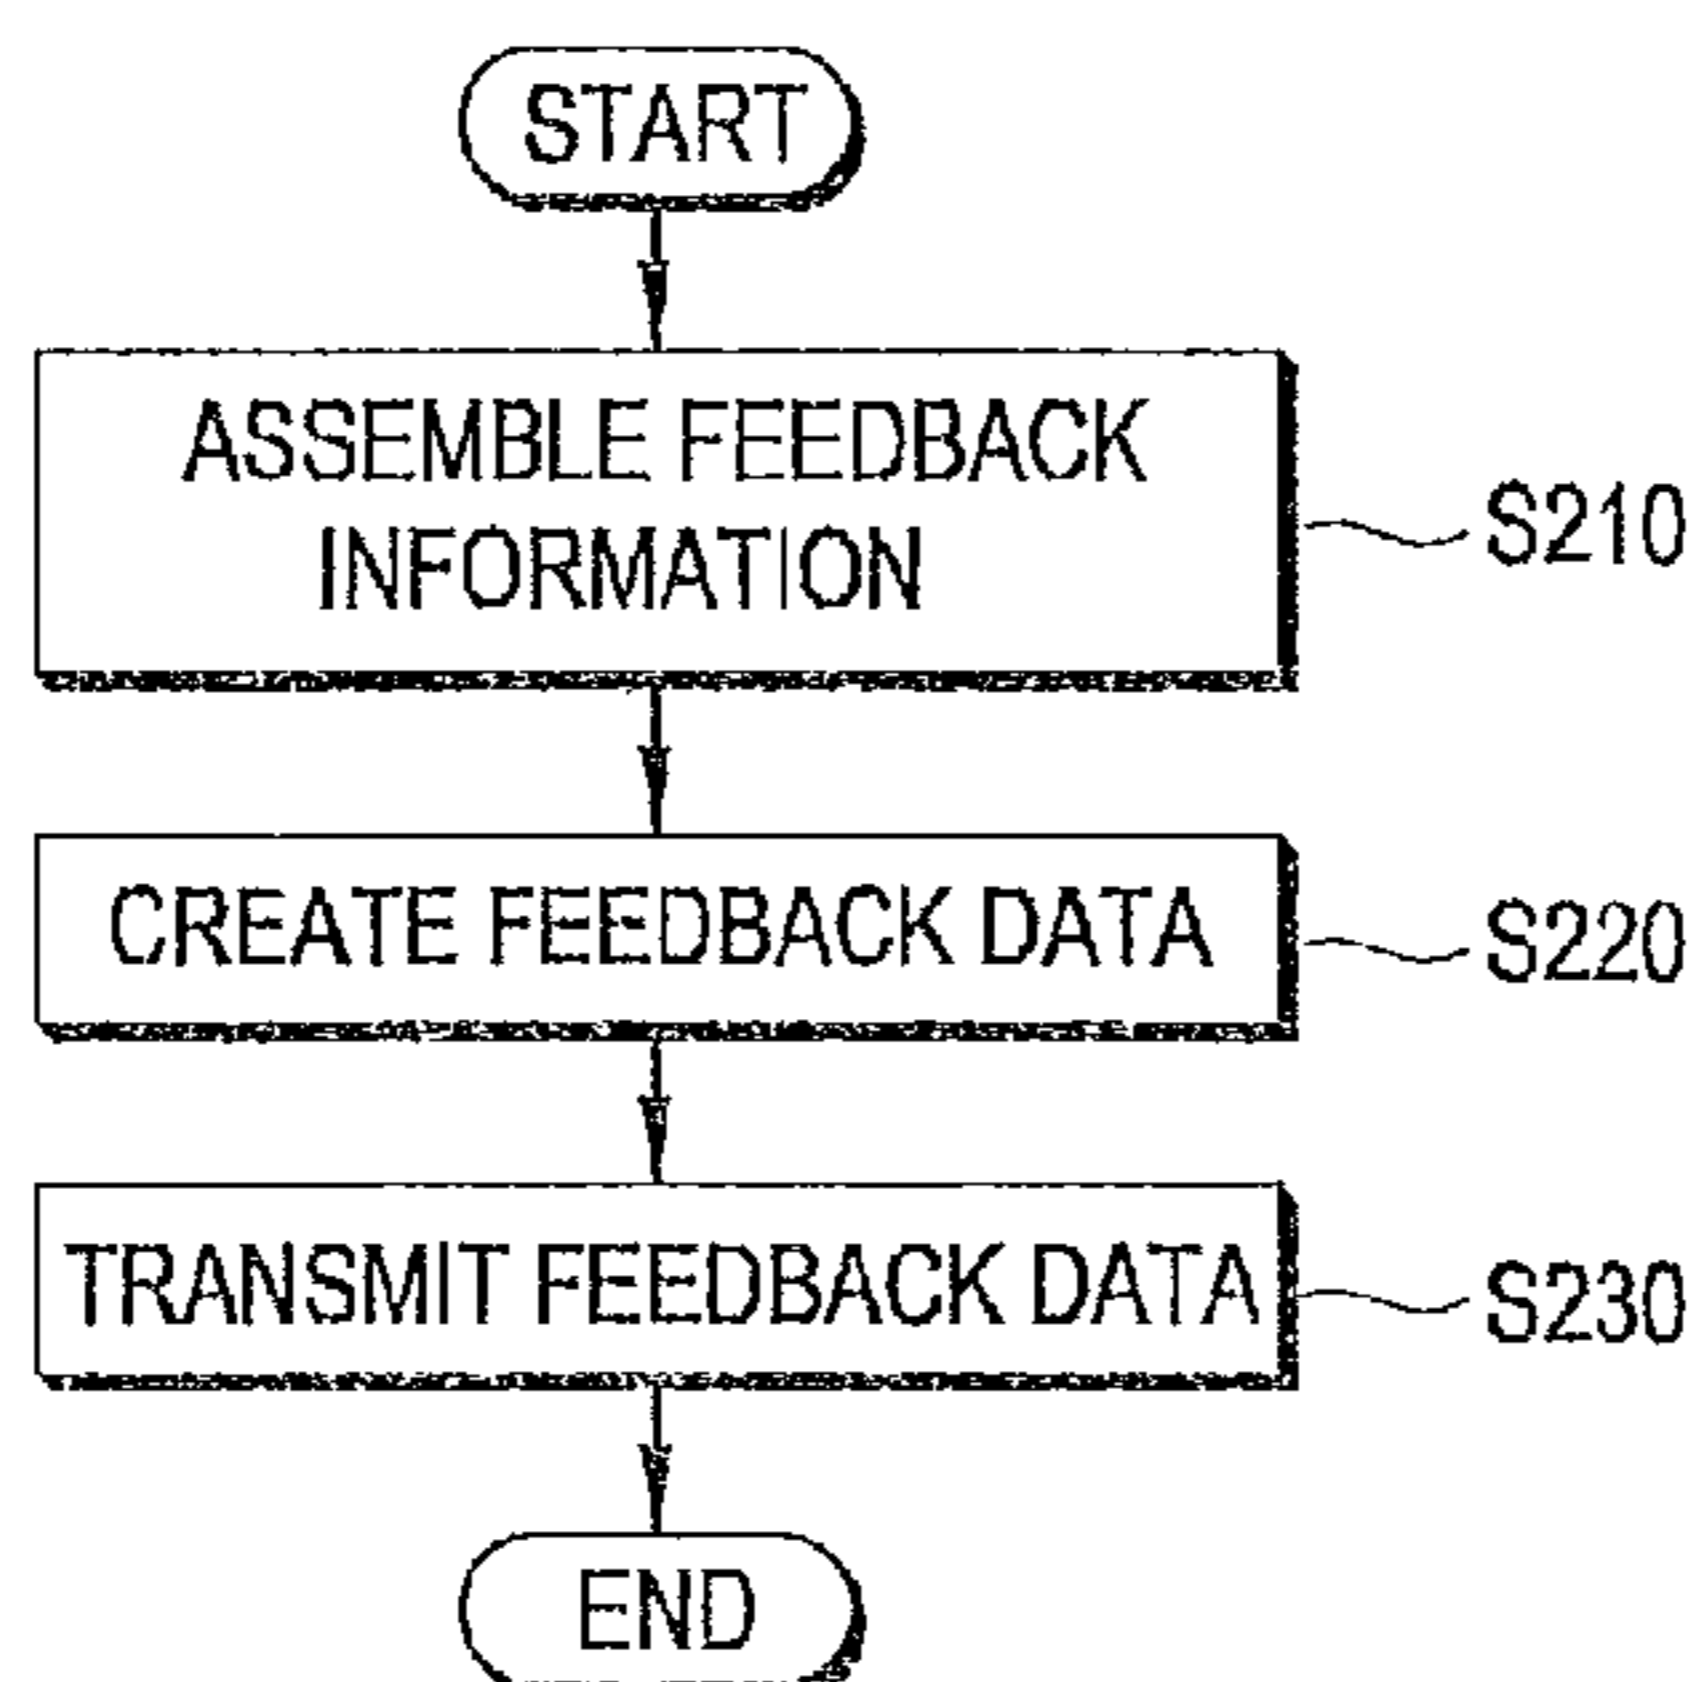 START
ASSEMBLE FEEDBACK
INFORMATION
S210
CREATE FEEDBACK DATA
S220
TRANSMIT FEEDBACK DATA
S230
END